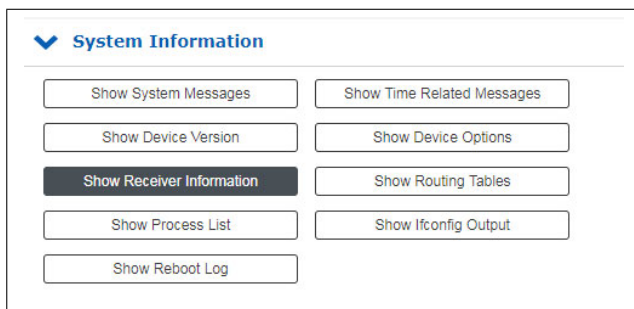 System Information
Show System Messages
Show Time Related Messages
Show Device Version
Show Device Options
Show Receiver Information
Show Routing Tables
Show Process List
Show Ifconfig Output
Show Reboot Log